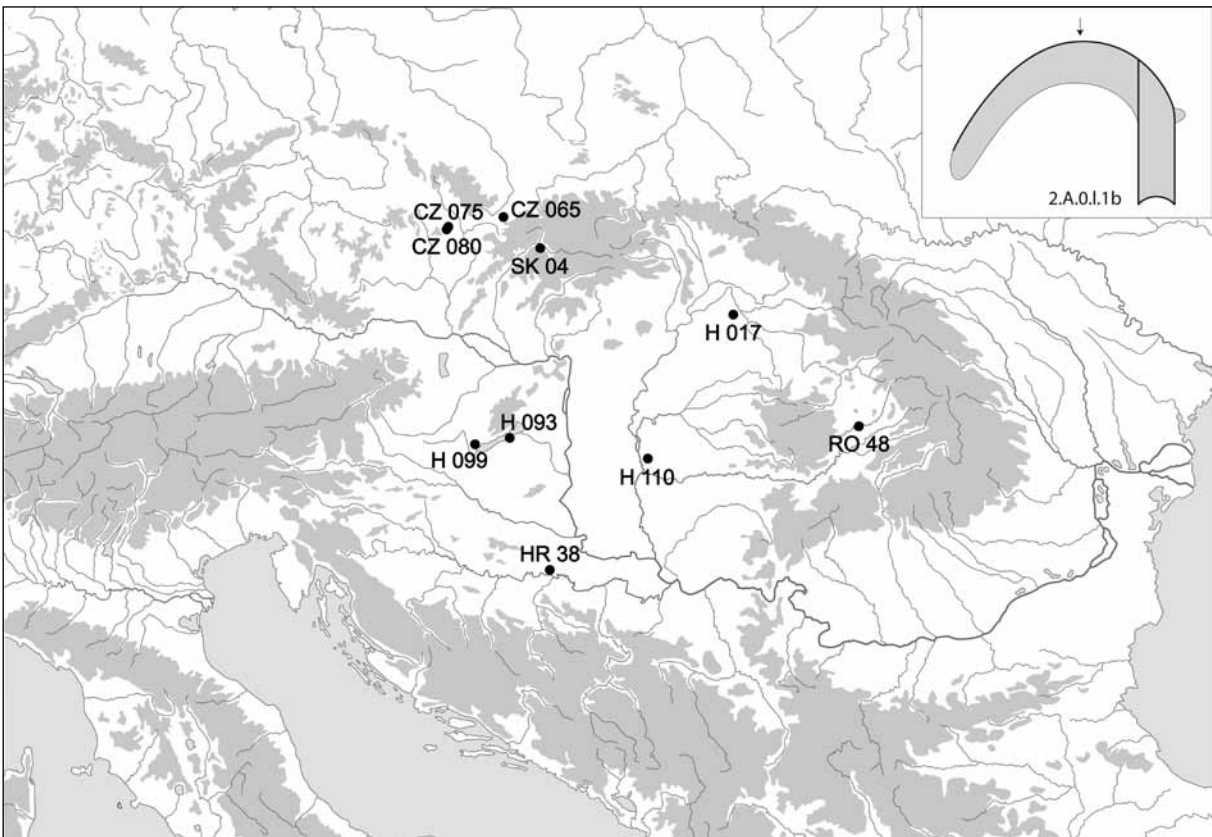 2.A.0.I.1b
CZ 075
CZ 065
CZ 080
SK 04
H 017
H 093
H 099
RO 48
H 110
HR 38